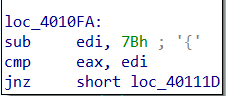 loc_4010FA:
sub     edi, 7Bh ; '{'
cmp     eax, edi
jnz     short loc_40111D